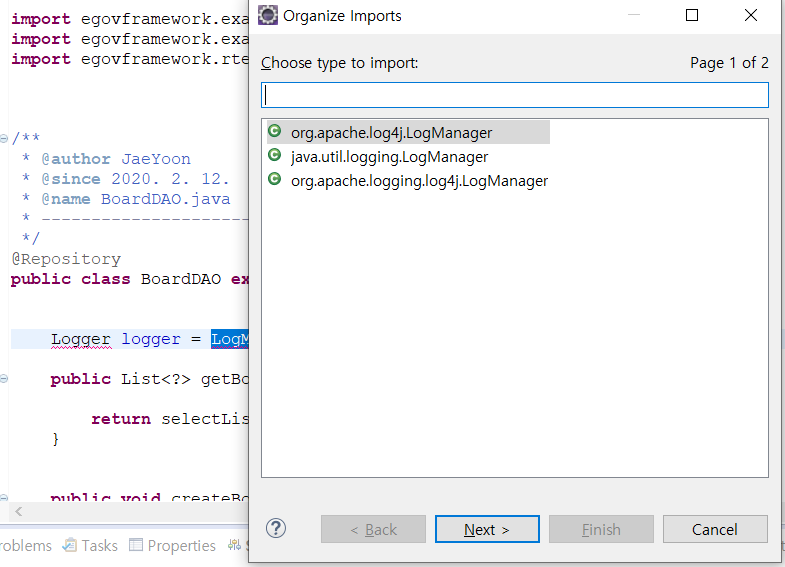 import egovframework.exa
import egovframework.exa
import egovframework.rte
/**
* @author JaeYoon
* @since 2020. 2. 12.
* @name BoardDAO.java
* ---------------------
*/
@Repository
public class BoardDAO ex
Logger logger = LogM
public List<?> getBo
return selectLis
}
public void createBo
roblems Tasks Properties S
Organize Imports
Choose type to import: Page 1 of 2
org.apache.log4j.LogManager
java.util.logging.LogManager
org.apache.logging.log4j.LogManager
< Back Next > Finish Cancel